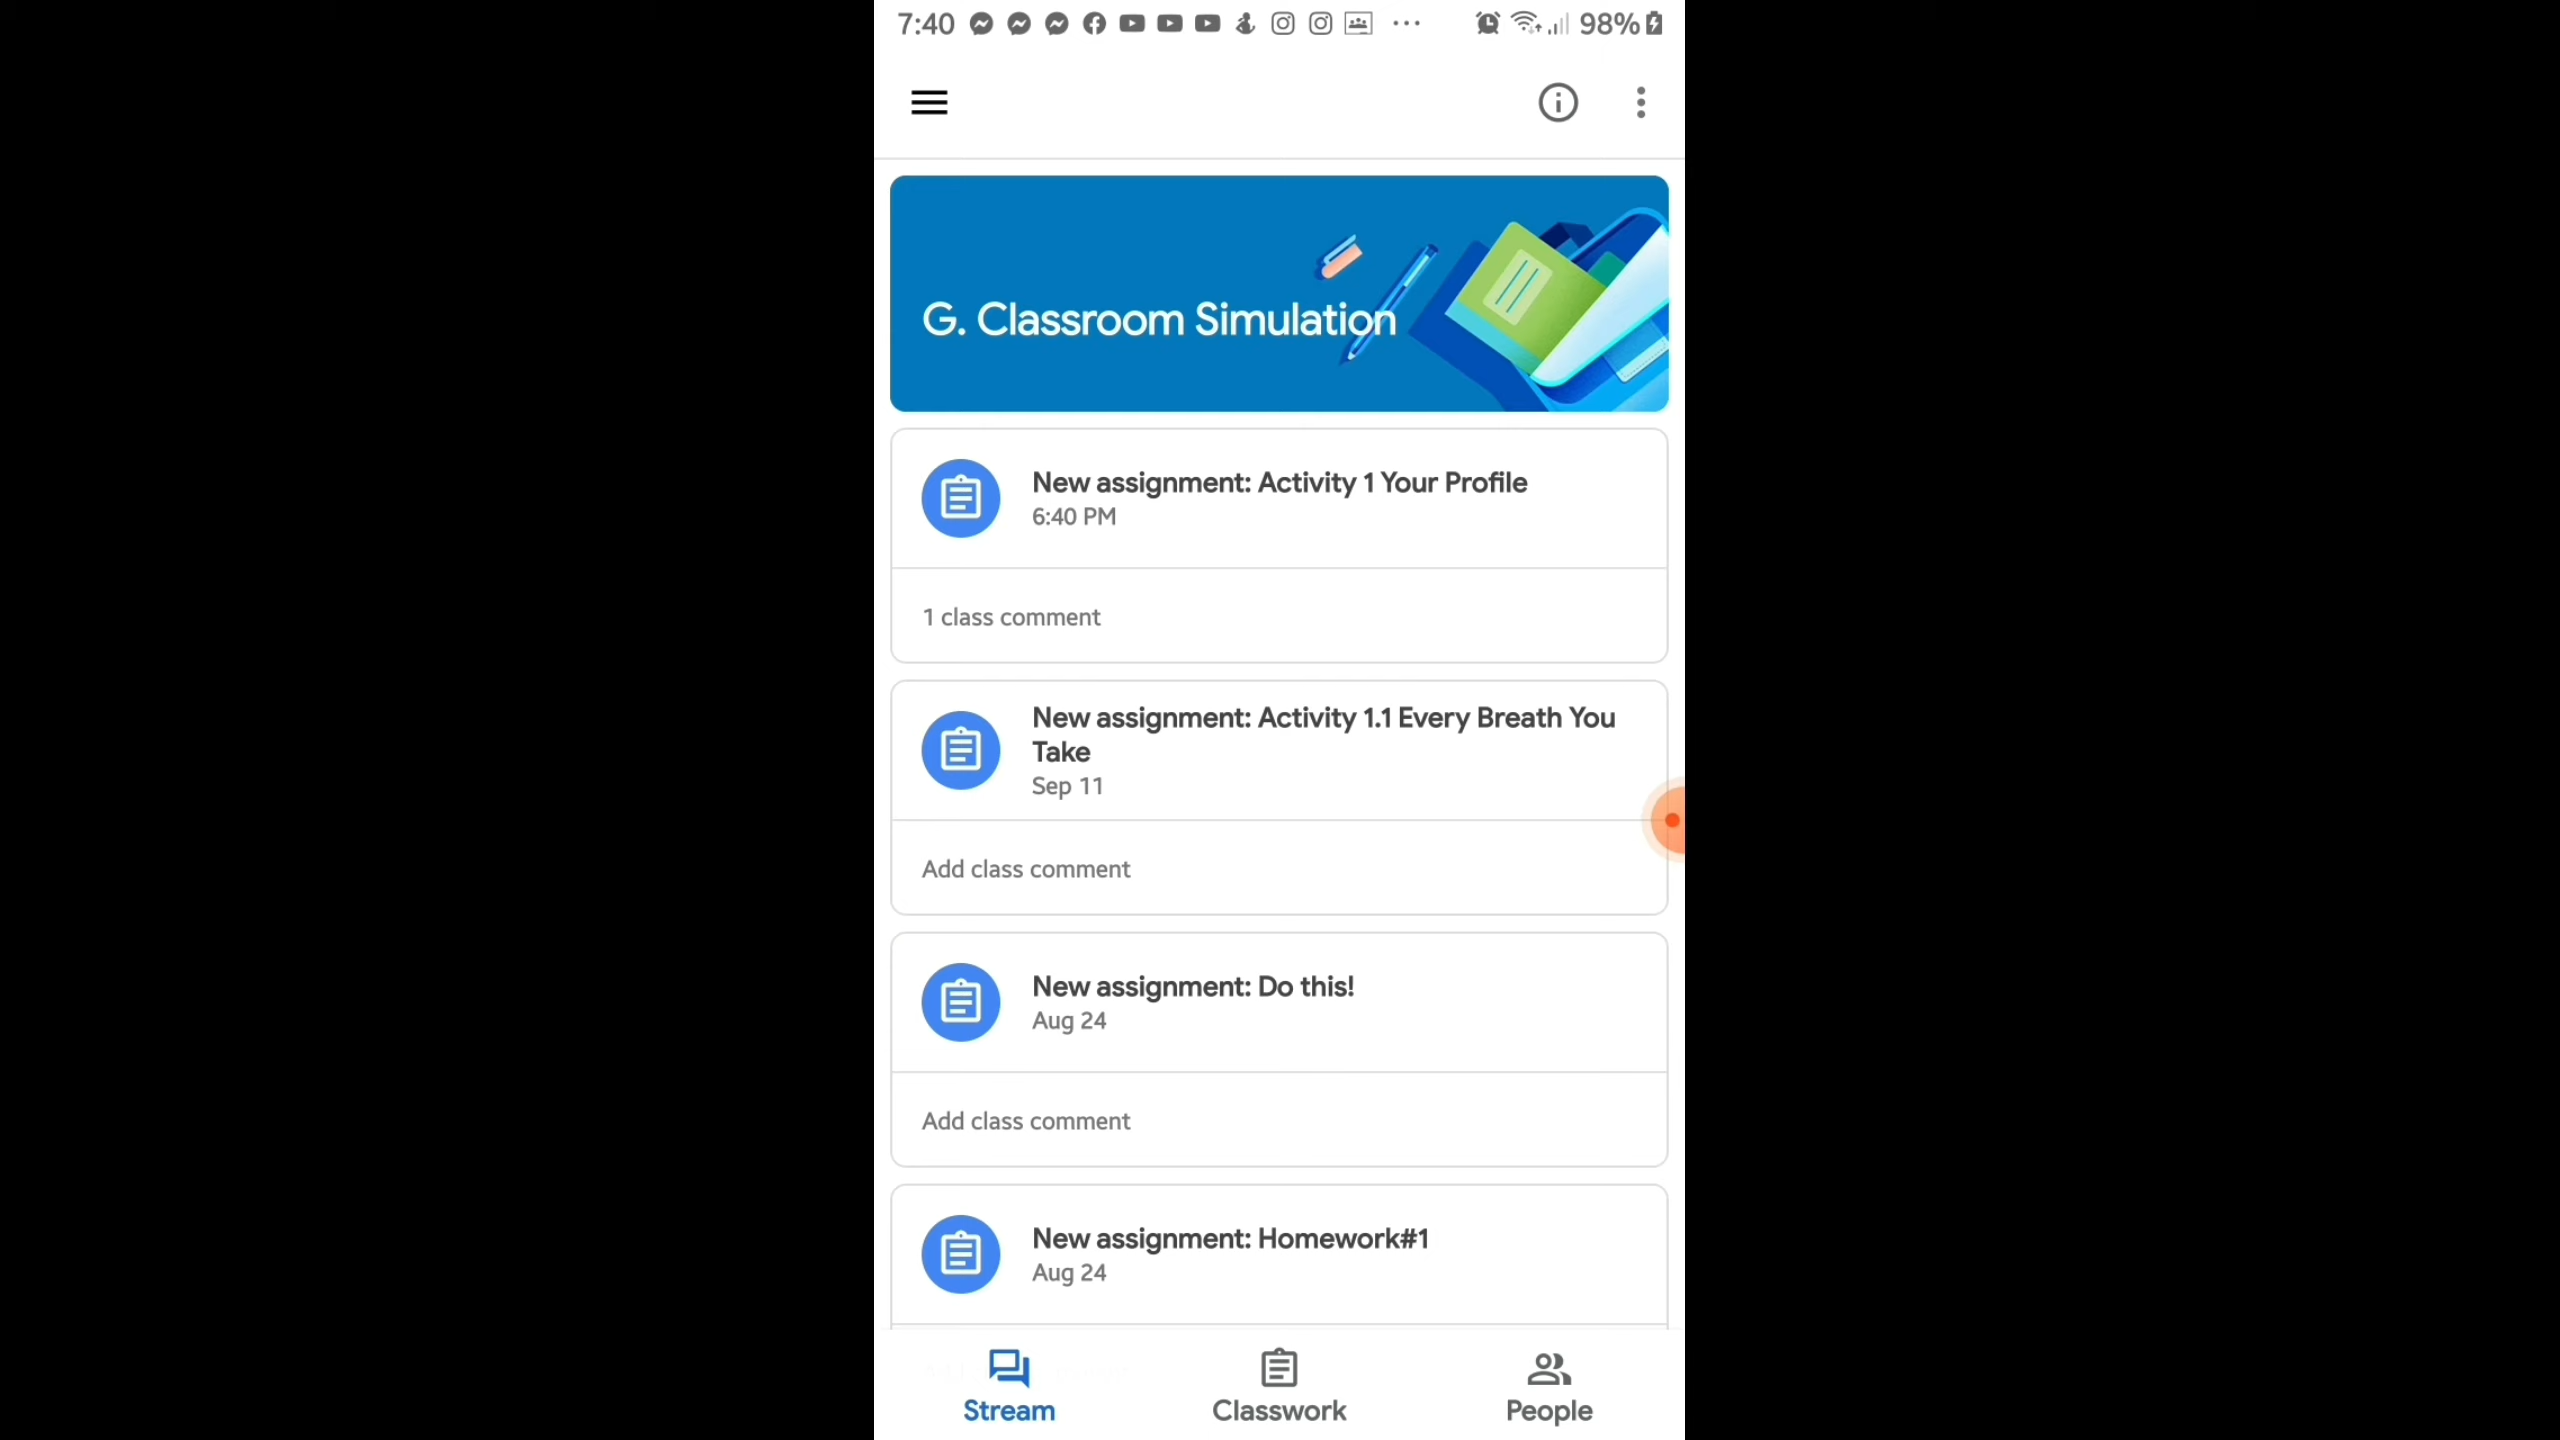 7:40 98%
G. Classroom Simulation
New assignment: Activity 1 Your Profile
6:40 PM
1 class comment
New assignment: Activity 1.1 Every Breath You
Take
Sep 11
Add class comment
New assignment: Do this!
Aug 24
Add class comment
New assignment: Homework#1
Aug 24
Stream Classwork People